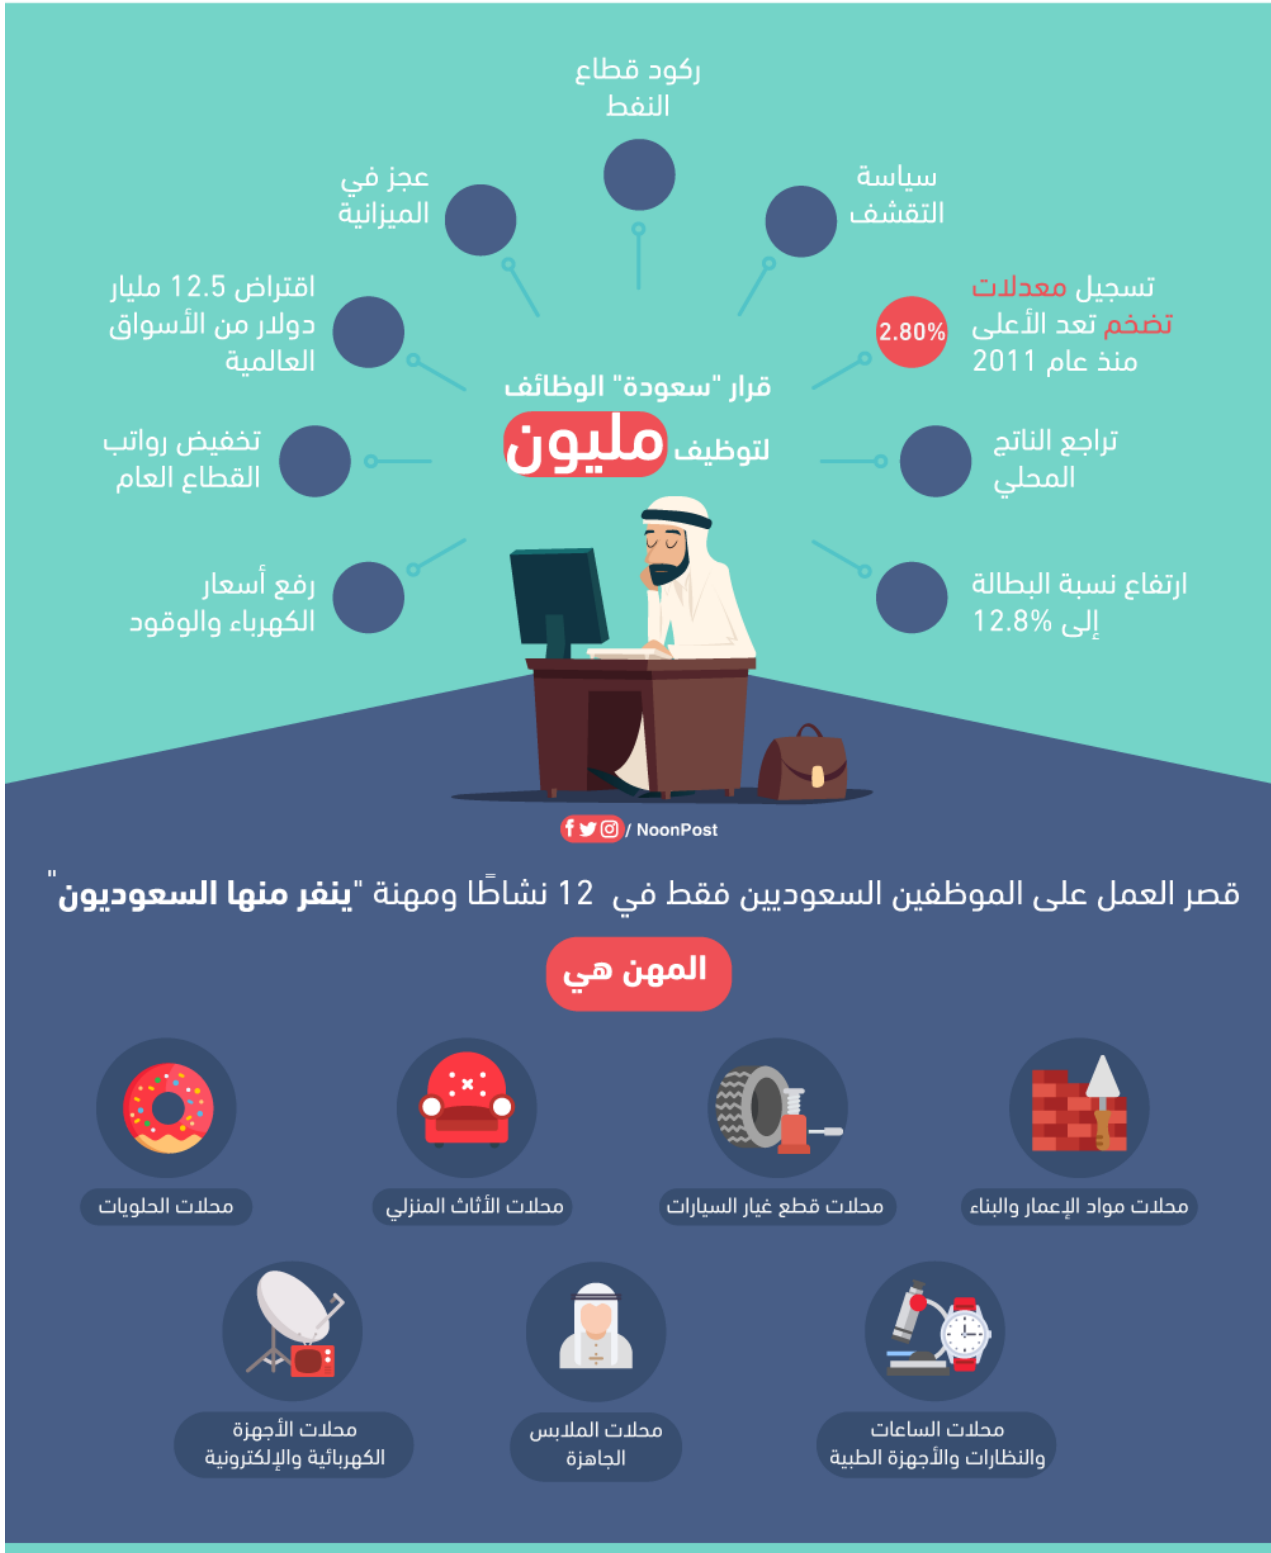 ركود قطاع
النفط
سياسة
التقشف
عجز في
الميزانية
تسجيل معدلات
تضخم تعد الأعلى
منذ عام 2011
2.80%
اقتراض 12.5 مليار
دولار من الأسواق
العالمية
قرار "سعودة" الوظائف
لتوظيف مليون
تراجع الناتج
المحلي
تخفيض رواتب
القطاع العام
ارتفاع نسبة البطالة
إلى 12.8%
رفع أسعار
الكهرباء والوقود
/ NoonPost
قصر العمل على الموظفين السعوديين فقط في 12 نشاطًا ومهنة "ينفر منها السعوديون"
المهن هي
محلات مواد الإعمار والبناء
محلات قطع غيار السيارات
محلات الأثاث المنزلي
محلات الحلويات
محلات الساعات
والنظارات والأجهزة الطبية
محلات الملابس
الجاهزة
محلات الأجهزة
الكهربائية والإلكترونية